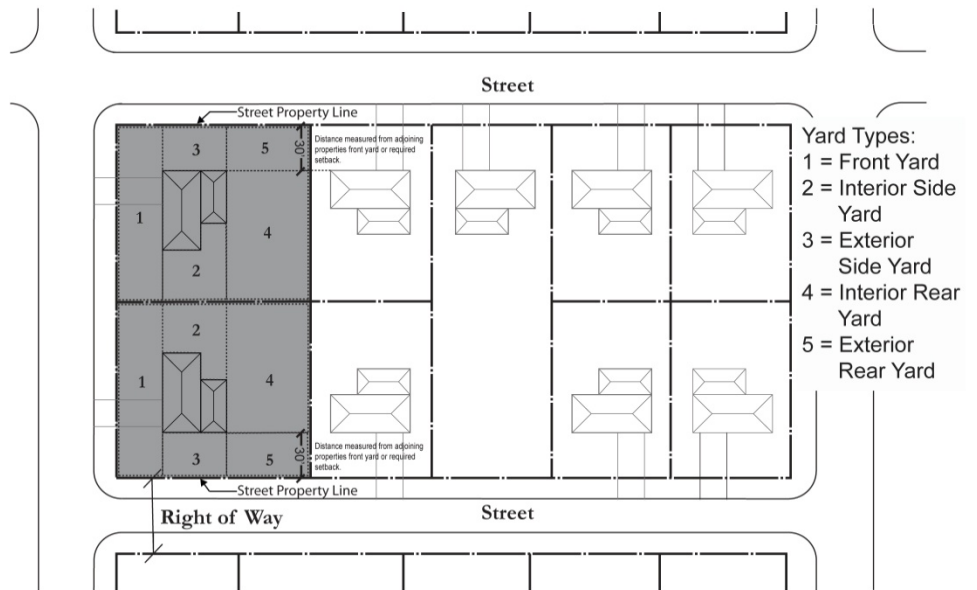 Street
Street Property Line
3
5
30'
Distance measured from adjoining
properties front yard or required
setback.
1
4
2
Yard Types:
1 = Front Yard
2 = Interior Side
Yard
3 = Exterior
Side Yard
4 = Interior Rear
Yard
5 = Exterior
Rear Yard
2
1
4
3
5
30'
Distance measured from adjoining
properties front yard or required
setback.
Street Property Line
Right of Way
Street